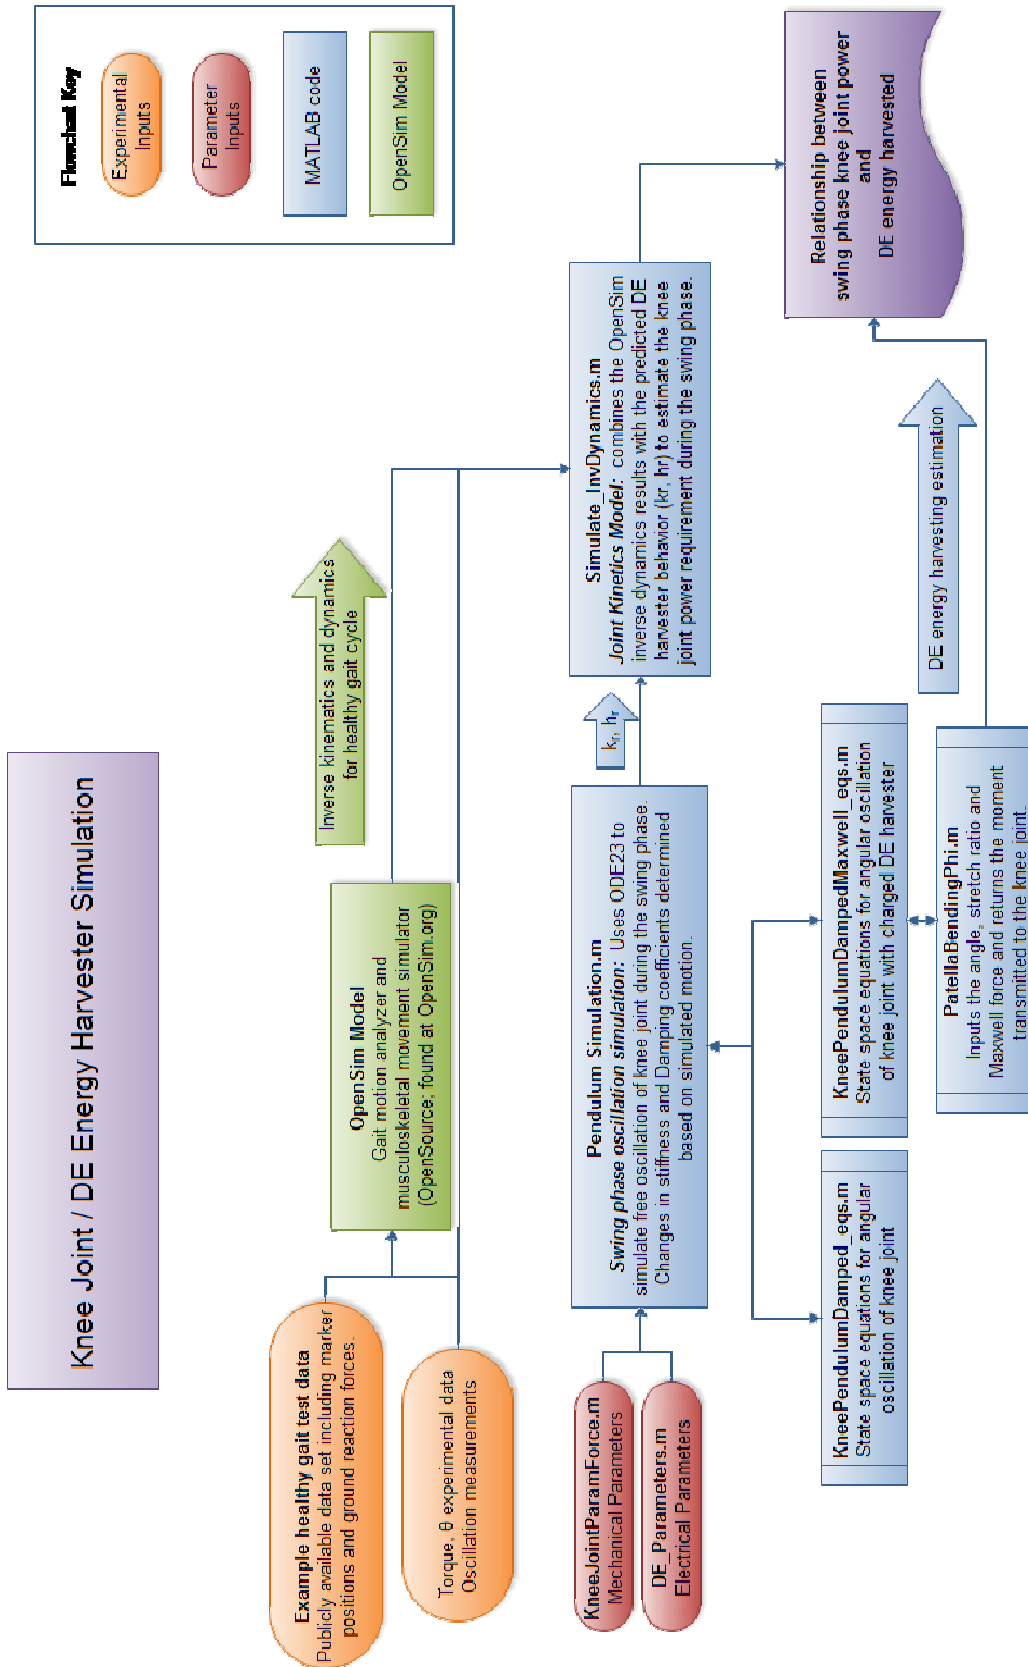 Knee Joint / DE Energy Harvester Simulation
Flowchart Key
Experimental
Inputs
Parameter
Inputs
MATLAB code
OpenSim Model
Example healthy gait test data
Publicly available data set including marker
positions and ground reaction forces.
Torque, θ experimental data
Oscillation measurements
OpenSim Model
Gait motion analyzer and
musculoskeletal movement simulator
(OpenSource; found at OpenSim.org)
Inverse kinematics and dynamics
for healthy gait cycle
KneeJointParamForce.m
Mechanical Parameters
DE_Parameters.m
Electrical Parameters
Pendulum Simulation.m
Swing phase oscillation simulation: Uses ODE23 to
simulate free oscillation of knee joint during the swing phase.
Changes in stiffness and Damping coefficients determined
based on simulated motion.
kr, hr
Simulate_InvDynamics.m
Joint Kinetics Model: combines the OpenSim
inverse dynamics results with the predicted DE
harvester behavior (kr, hr) to estimate the knee
joint power requirement during the swing phase.
KneePendulumDamped_eqs.m
State space equations for angular
oscillation of knee joint
KneePendulumDampedMaxwell_eqs.m
State space equations for angular oscillation
of knee joint with charged DE harvester
PatellaBendingPhi.m
Inputs the angle, stretch ratio and
Maxwell force and returns the moment
transmitted to the knee joint.
DE energy harvesting estimation
Relationship between
swing phase knee joint power
and
DE energy harvested